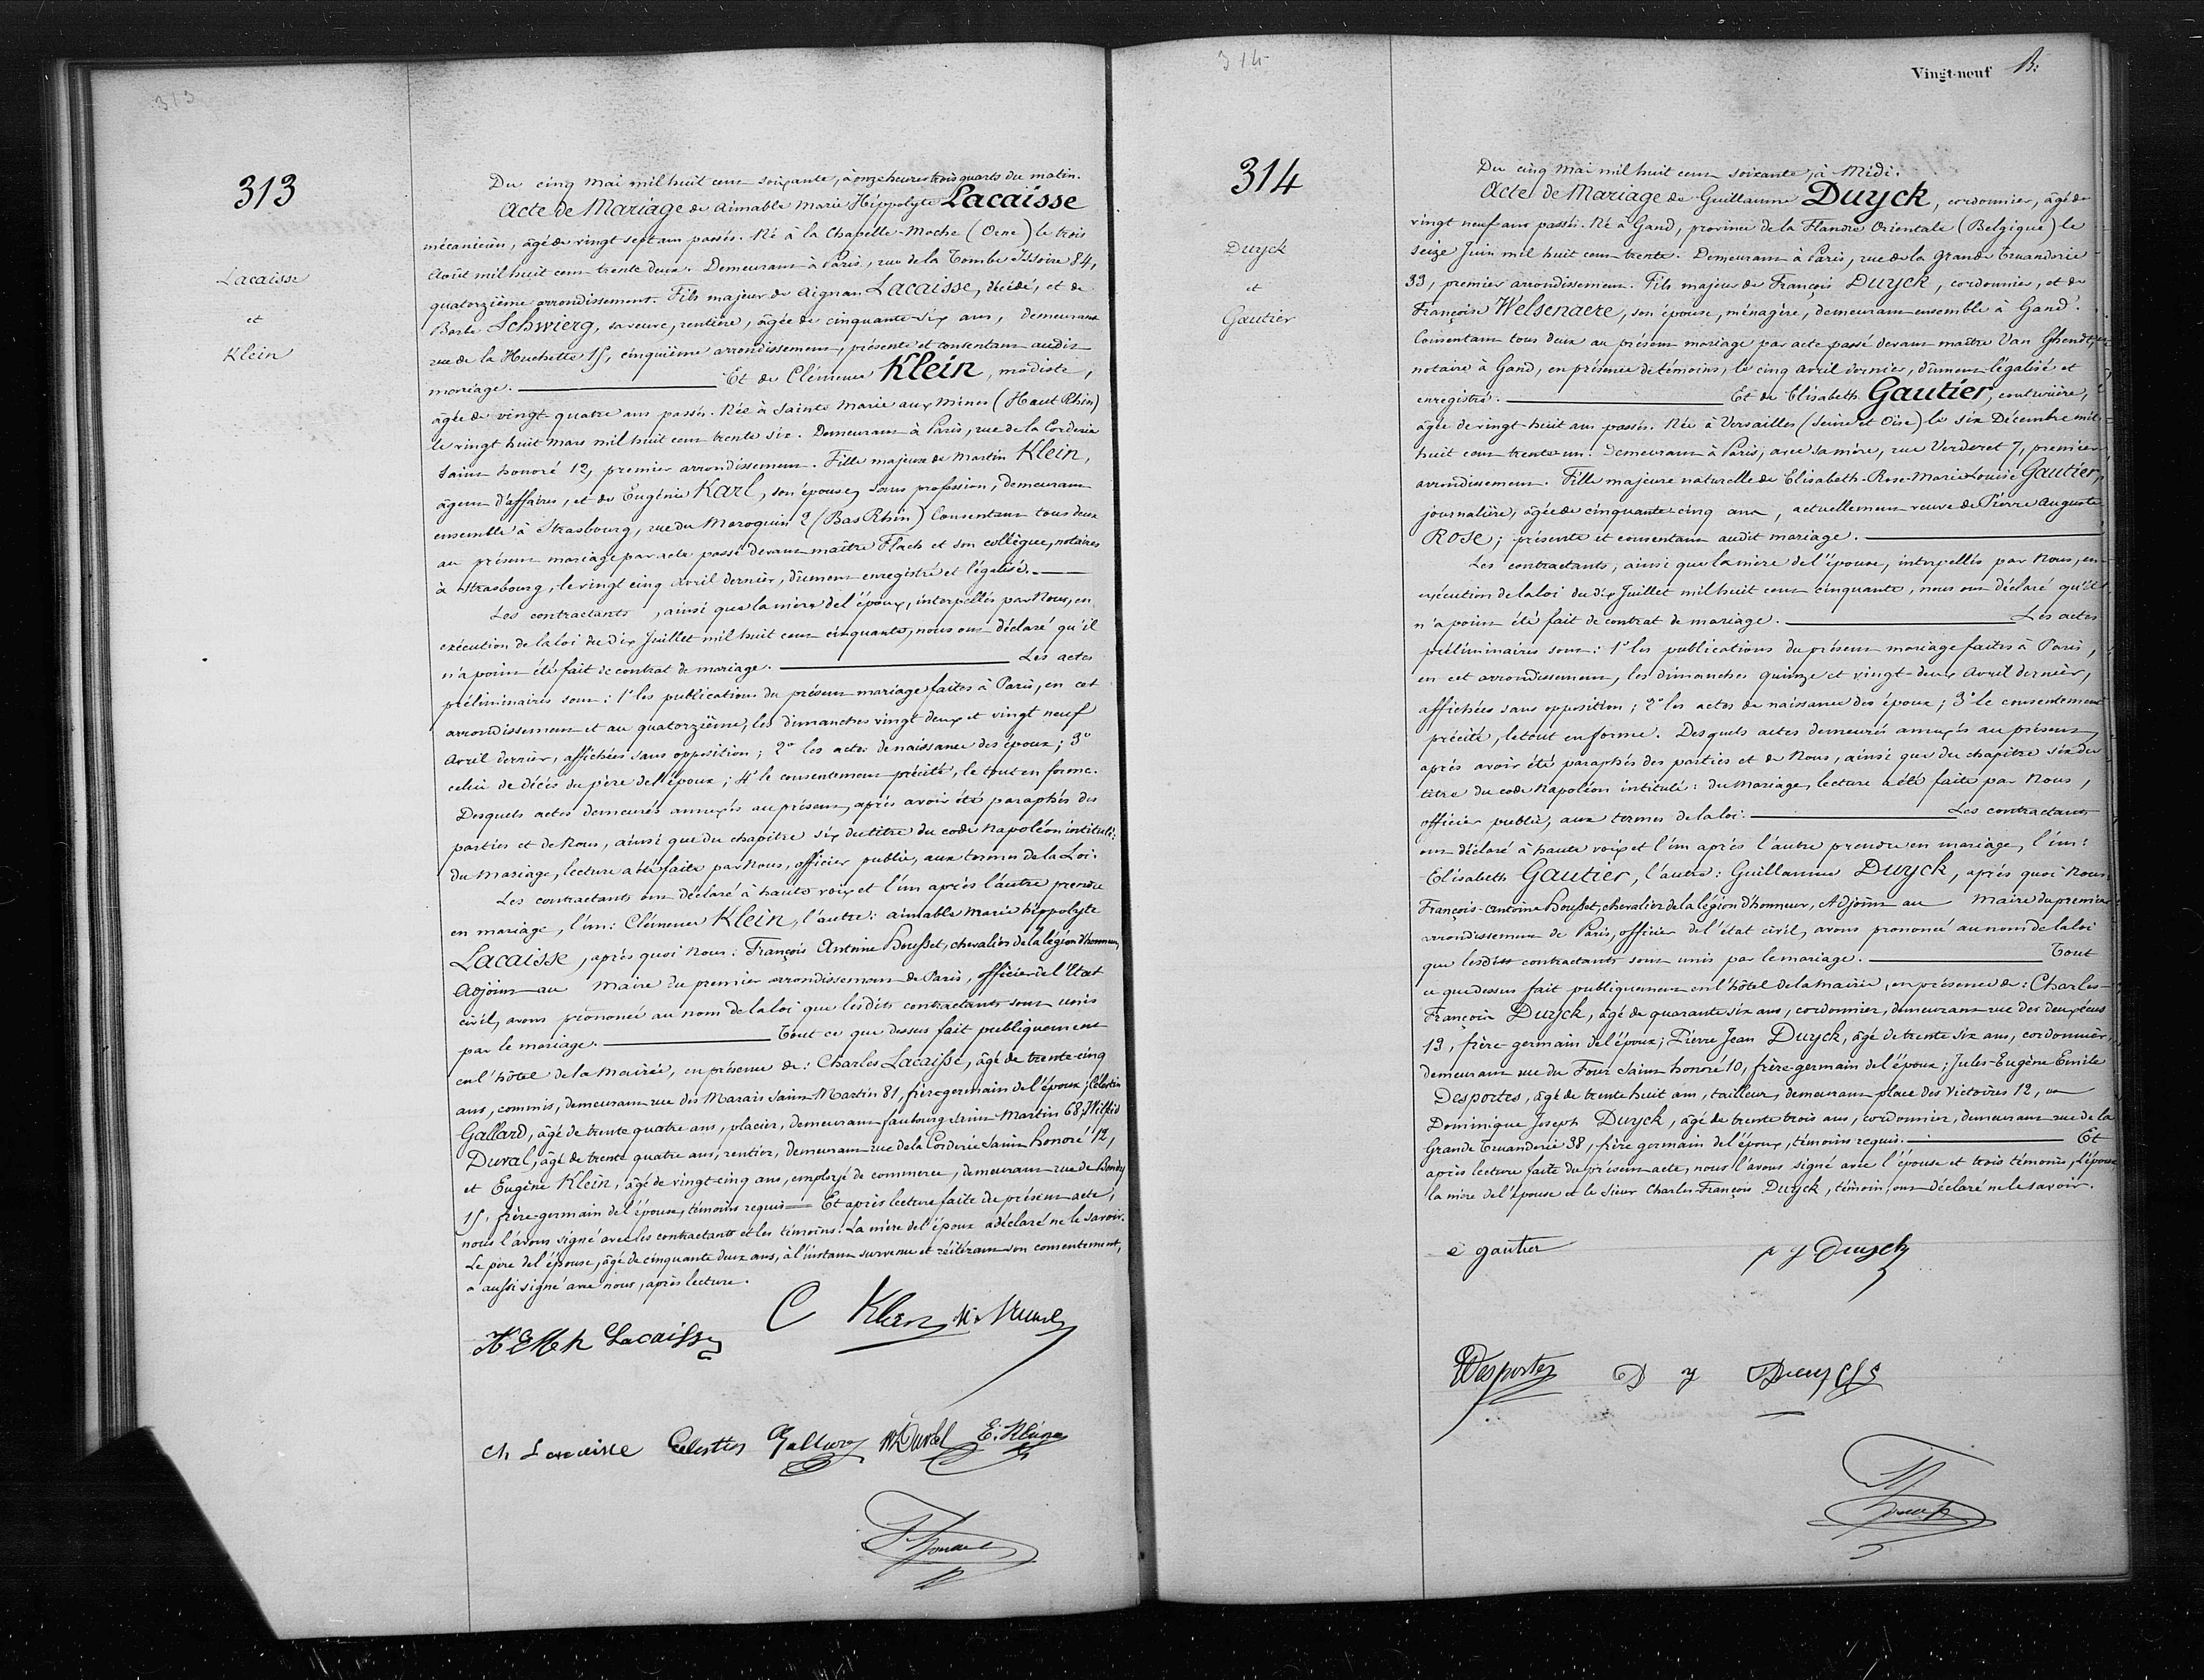 313
313
Lacaisse
et
Klein
Du cinq Mai mil huit cent soixante, à onze heures trois quarts du matin.
Acte de Mariage de Aimable Marie Hippolyte Lacaisse
mécanicien, âgé de vingt sept ans passés. Né à la Chapelle-Moche (Orne) le trois
Août mil huit cent trente deux. Demeurant à Paris, rue de la Tombe Issoire 84,
quatorzième arrondissement. Fils majeur de Aignan Lacaisse, décédé, et de
Barbe Schwierg, sa veuve, rentière, âgée de cinquante-six ans, demeurant
rue de la Huchette 15, cinquième arrondissement, présente et consentant audit
mariage. Et de Clémence Klein, modiste,
âgée de vingt-quatre ans passés. Née à Sainte Marie aux Mines (Haut Rhin)
le vingt huit Mars mil huit cent trente six. Demeurant à Paris, rue de la Corderie
Saint honoré 12, premier arrondissement. Fille majeure de Martin Klein,
agent d'affaires, et de Eugénie Karl, son épouse, sans profession, demeurant
ensemble à Strasbourg, rue du Maroquin 2 (Bas Rhin) Consentant tous deux
au présent mariage par acte passé devant maître Flach et son collègue, notaires
à Strasbourg, le vingt cinq avril dernier, dûment enregistré et légalisé.
Les contractants, ainsi que la mère de l'époux, interpellés par Nous, en
exécution de la loi du dix Juillet mil huit cent cinquante, nous ont déclaré qu'il
n'a point été fait de contrat de mariage. Les actes
préliminaires sont: 1° les publications du présent mariage faites à Paris, en cet
arrondissement et au quatorzième, les dimanches vingt deux et vingt neuf
Avril dernier, affichées sans opposition; 2° les actes de naissance des époux; 3°
celui de décès du père de l'époux; 4° le consentement précité, le tout en forme.
Desquels actes demeurés annexés au présent, après avoir été paraphés des
parties et de Nous, ainsi que du chapitre six du titre du code Napoléon intitulé:
du Mariage, lecture a été faite par Nous, officier public, aux termes de la Loi.
Les contractants ont déclaré à haute voix et l'un après l'autre prendre
en mariage, l'un: Clémence Klein, l'autre: aimable Marie hippolyte
Lacaisse, après quoi Nous: François Antoine Housset, chevalier de la légion d'honneur,
Adjoint au Maire du premier arrondissement de Paris, officier de l'Etat
civil, avons prononcé au nom de la loi que lesdits contractants sont unis
par le mariage. Tout ce que dessus fait publiquement
en l'hôtel de la Mairie, en présence de: Charles Lacaisse, âgé de trente-cinq
ans, commis, demeurant rue des Marais Saint-Martin 81, frère germain de l'époux; Célestin
Gallard, âgé de trente quatre ans, placier, demeurant faubourg Saint Martin 68; Wilfrid
Duval, âgé de trente quatre ans, rentier, demeurant rue de la Corderie Saint honoré 12,
et Eugène Klein, âgé de vingt-cinq ans, employé de commerce, demeurant rue de Bondy
15, frère germain de l'épouse, témoins requis Et après lecture faite du présent acte,
nous l'avons signé avec les contractants et les témoins. La mère de l'époux a déclaré ne le savoir.
Le père de l'épouse, âgé de cinquante deux ans, à l'instant survenu et réitérant son consentement,
a aussi signé avec nous, après lecture.
Lacaisse C Klein
ch Lacaisse Celestin Gallard Duval E. Klein
314
Vingt-neuf
314
Duyck
et
Gautier
Du cinq Mai mil huit cent soixante, à Midi.
Acte de Mariage de Guillaume Duyck, cordonnier, âgé de
vingt neuf ans passés. Né à Gand, province de la Flandre Orientale (Belgique) le
seize Juin mil huit cent trente. Demeurant à Paris, rue de la Grande Truanderie
33, premier arrondissement. Fils majeur de François Duyck, cordonnier, et de
Françoise Welsenaere, son épouse, ménagère, demeurant ensemble à Gand.
Consentant tous deux au présent mariage par acte passé devant maître Van Ghendt,
notaire à Gand, en présence de témoins, le cinq avril dernier, dûment légalisé et
enregistré. Et de Elisabeth Gautier, couturière,
âgée de vingt-huit ans passés. Née à Versailles (Seine et Oise) le six Décembre mil
huit cent trente un. Demeurant à Paris, avec sa mère, rue Verderet 7, premier
arrondissement. Fille majeure naturelle de Elisabeth-Rose-Marie-Louise Gautier,
journalière, âgée de cinquante-cinq ans, actuellement veuve de Pierre Auguste
Rose; présente et consentant audit mariage.
Les contractants, ainsi que la mère de l'épouse, interpellés par Nous, en
exécution de la loi du dix Juillet mil huit cent cinquante, nous ont déclaré qu'il
n'a point été fait de contrat de mariage. Les actes
préliminaires sont: 1° les publications du présent mariage faites à Paris,
en cet arrondissement, les dimanches quinze et vingt-deux Avril dernier,
affichées sans opposition; 2° les actes de naissance des époux; 3° le consentement
précité, le tout en forme. Desquels actes demeurés annexés au présent,
après avoir été paraphés des parties et de Nous, ainsi que du chapitre six du
titre du code Napoléon intitulé: du Mariage, lecture a été faite par Nous,
officier public, aux termes de la loi. Les contractants
ont déclaré à haute voix et l'un après l'autre prendre en mariage, l'un:
Elisabeth Gautier, l'autre: Guillaume Duyck, après quoi Nous:
François-Antoine Housset, chevalier de la légion d'honneur, Adjoint au Maire du premier
arrondissement de Paris, officier de l'état civil, avons prononcé au nom de la loi
que lesdits contractants sont unis par le mariage. Tout
ce que dessus fait publiquement en l'hôtel de la Mairie, en présence de: Charles-
François Duyck, âgé de quarante six ans, cordonnier, demeurant rue des deux écus
19, frère germain de l'époux; Pierre Jean Duyck, âgé de trente six ans, cordonnier,
demeurant rue du Four Saint honoré 10, frère germain de l'époux; Jules-Eugène Emile
Desportes, âgé de trente huit ans, tailleur, demeurant place des Victoires 12, et
Dominique Joseph Duyck, âgé de trente trois ans, cordonnier, demeurant rue de la
Grande Truanderie 38, frère germain de l'époux, témoins requis. Et
après lecture faite du présent acte, nous l'avons signé avec l'épouse et trois témoins, l'époux
la mère de l'épouse et le Sieur Charles-François Duyck, témoin, ont déclaré ne le savoir.
e gautier p j Duyck
Desportes D j Duyck